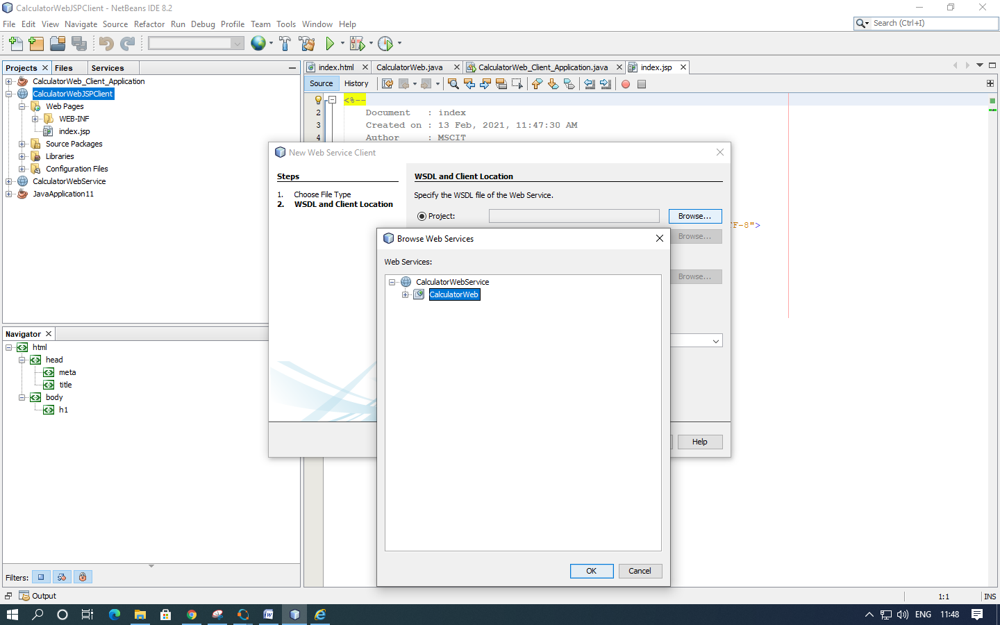 CalculatorWebJSPClient - NetBeans IDE 8.2
File Edit View Navigate Source Refactor Run Debug Profile Team Tools Window Help
Search (Ctrl+I)
Projects Files Services
CalculatorWeb_Client_Application
CalculatorWebJSPClient
Web Pages
WEB-INF
index.jsp
Source Packages
Libraries
Configuration Files
CalculatorWebService
JavaApplication11
index.html CalculatorWeb.java CalculatorWeb_Client_Application.java index.jsp
Source History
<%--
2 Document : index
3 Created on : 13 Feb, 2021, 11:47:30 AM
4 Author : MSCIT
F-8">
New Web Service Client
Steps
1. Choose File Type
2. WSDL and Client Location
WSDL and Client Location
Specify the WSDL file of the Web Service.
Project: Browse...
Browse...
Browse...
Help
Browse Web Services
Web Services:
CalculatorWebService
CalculatorWeb
OK Cancel
Navigator
html
head
meta
title
body
h1
Filters:
Output
1:1 INS
ENG 11:48